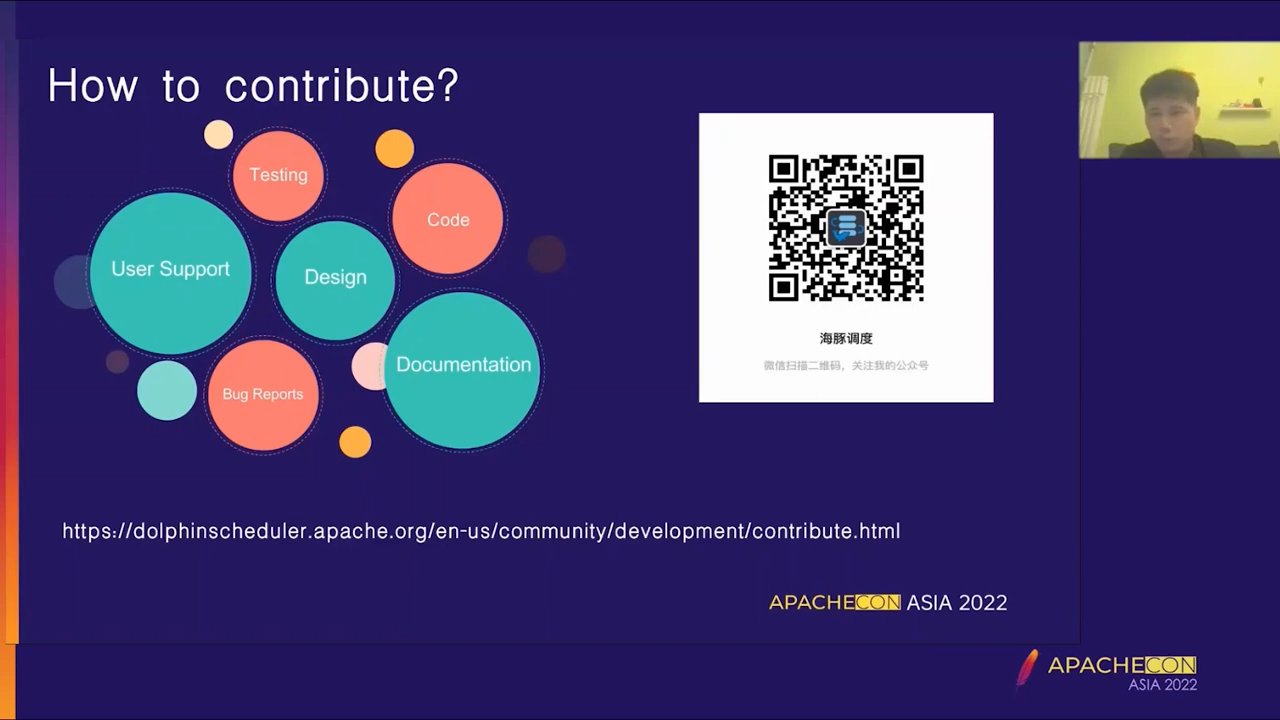 How to contribute?
Testing
Code
User Support
Design
Documentation
Bug Reports
海豚调度
微信扫描二维码，关注我的公众号
https://dolphinscheduler.apache.org/en-us/community/development/contribute.html
APACHECON ASIA 2022
APACHECON
ASIA 2022